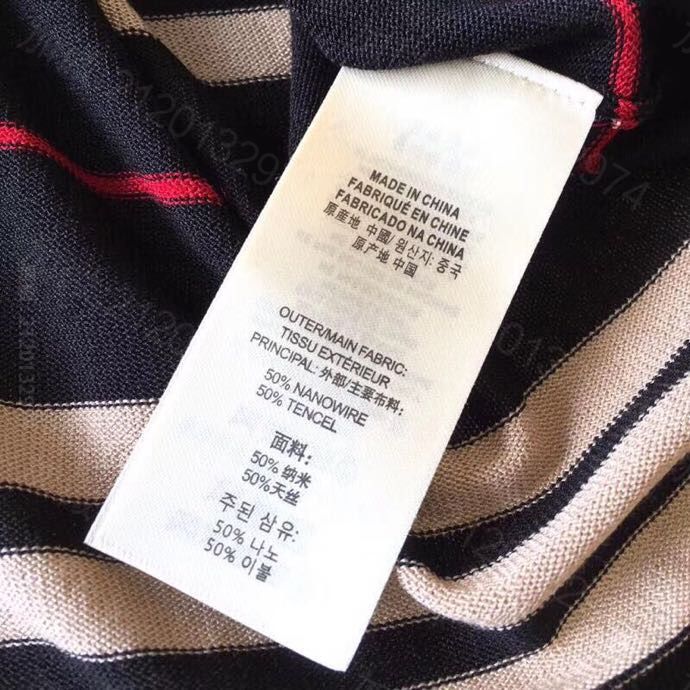 MADE IN CHINA
FABRIQUÉ EN CHINE
FABRICADO NA CHINA
原産地 中國/ 원산지: 중국
原产地 中国
OUTER/MAIN FABRIC:
TISSU EXTÉRIEUR
PRINCIPAL: 外部/主要布料:
50% NANOWIRE
50% TENCEL
面料:
50%纳米
50%天丝
주된 섬유:
50% 나노
50% 이불